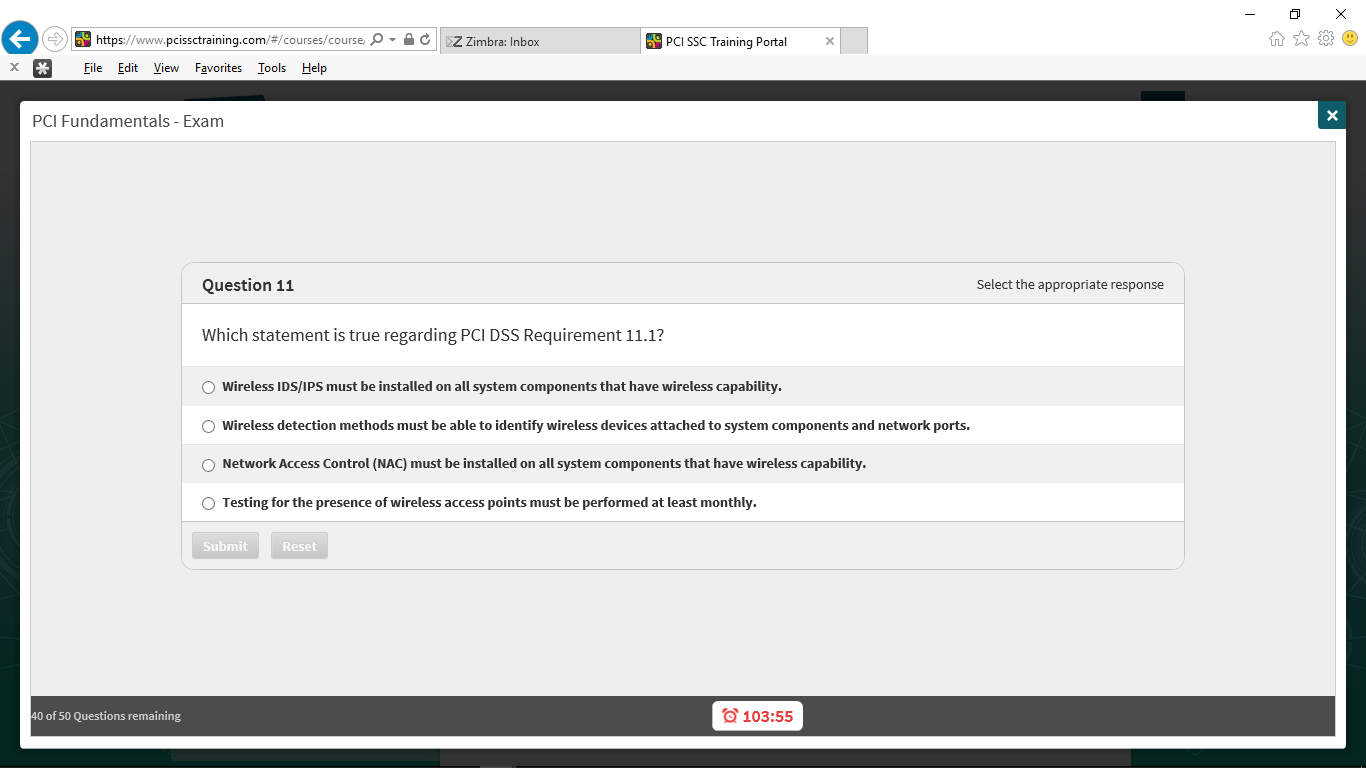 https://www.pcissctraining.com/#/courses/course,
Zimbra: Inbox
PCI SSC Training Portal
File Edit View Favorites Tools Help
PCI Fundamentals - Exam
Question 11
Select the appropriate response
Which statement is true regarding PCI DSS Requirement 11.1?
Wireless IDS/IPS must be installed on all system components that have wireless capability.
Wireless detection methods must be able to identify wireless devices attached to system components and network ports.
Network Access Control (NAC) must be installed on all system components that have wireless capability.
Testing for the presence of wireless access points must be performed at least monthly.
Submit Reset
40 of 50 Questions remaining
103:55